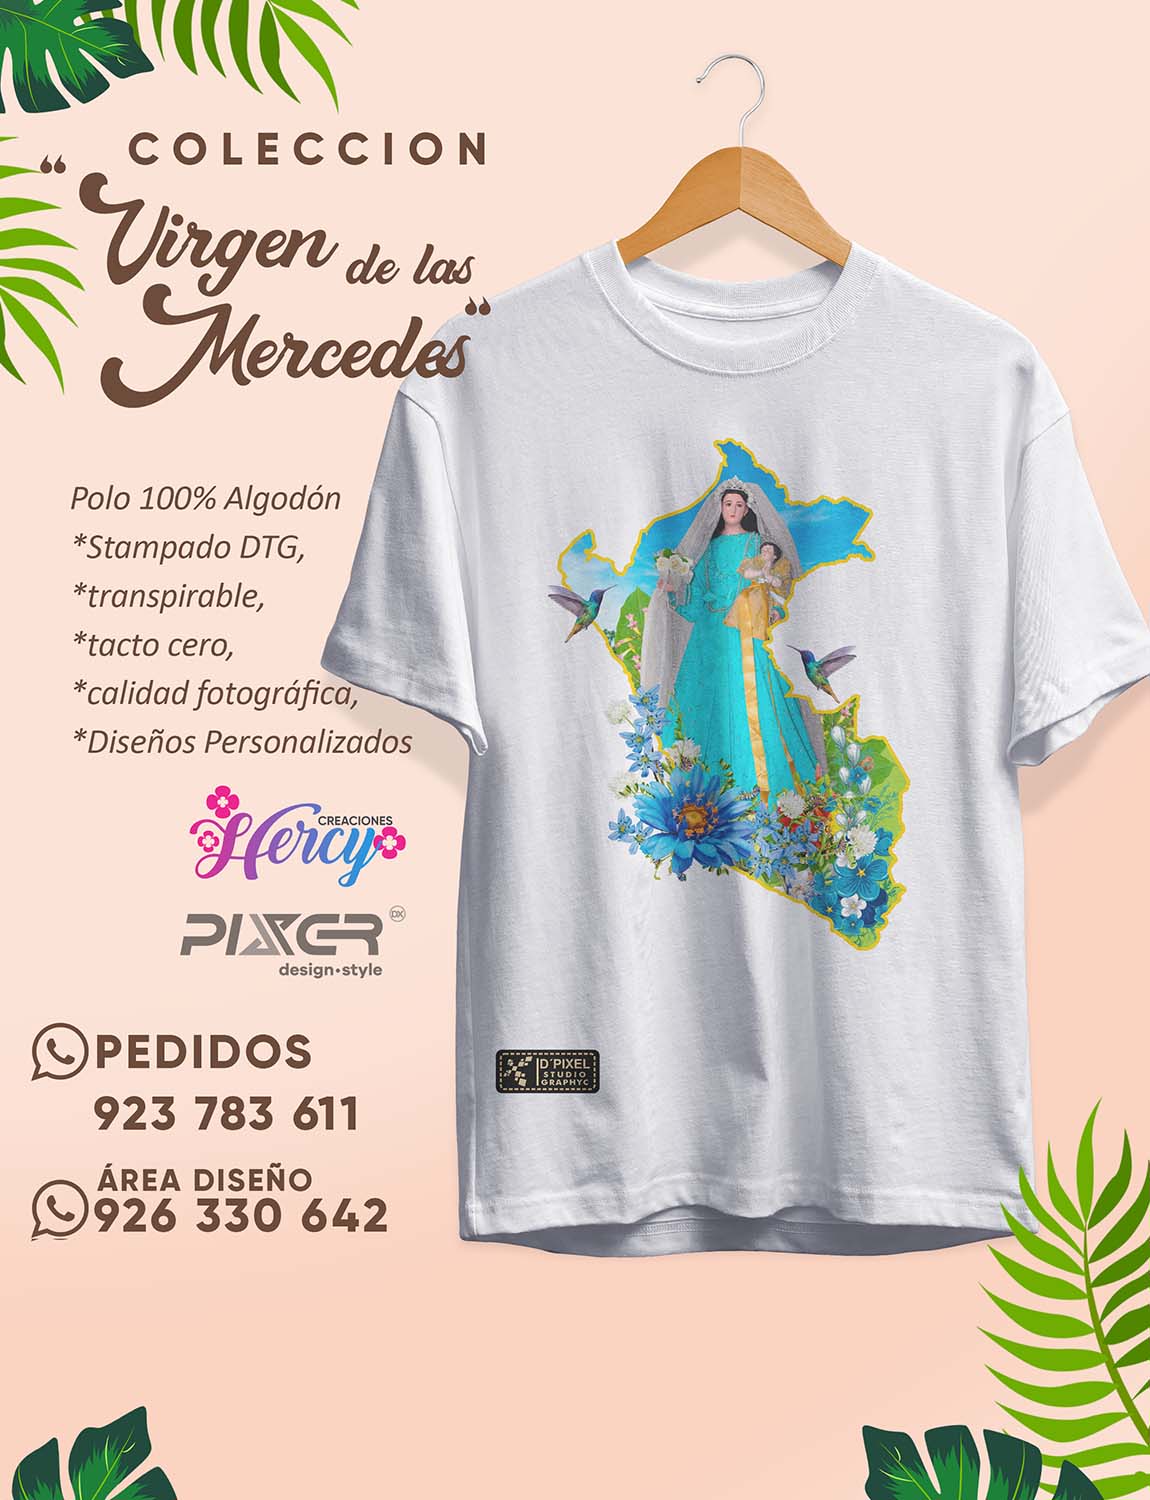 COLECCION
“Virgen de las
Mercedes”
Polo 100% Algodón
*Stampado DTG,
*transpirable,
*tacto cero,
*calidad fotográfica,
*Diseños Personalizados
CREACIONES
Hercy
PIXER DX
design•style
PEDIDOS
923 783 611
ÁREA DISEÑO
926 330 642
D´PIXEL
STUDIO
GRAPHYC